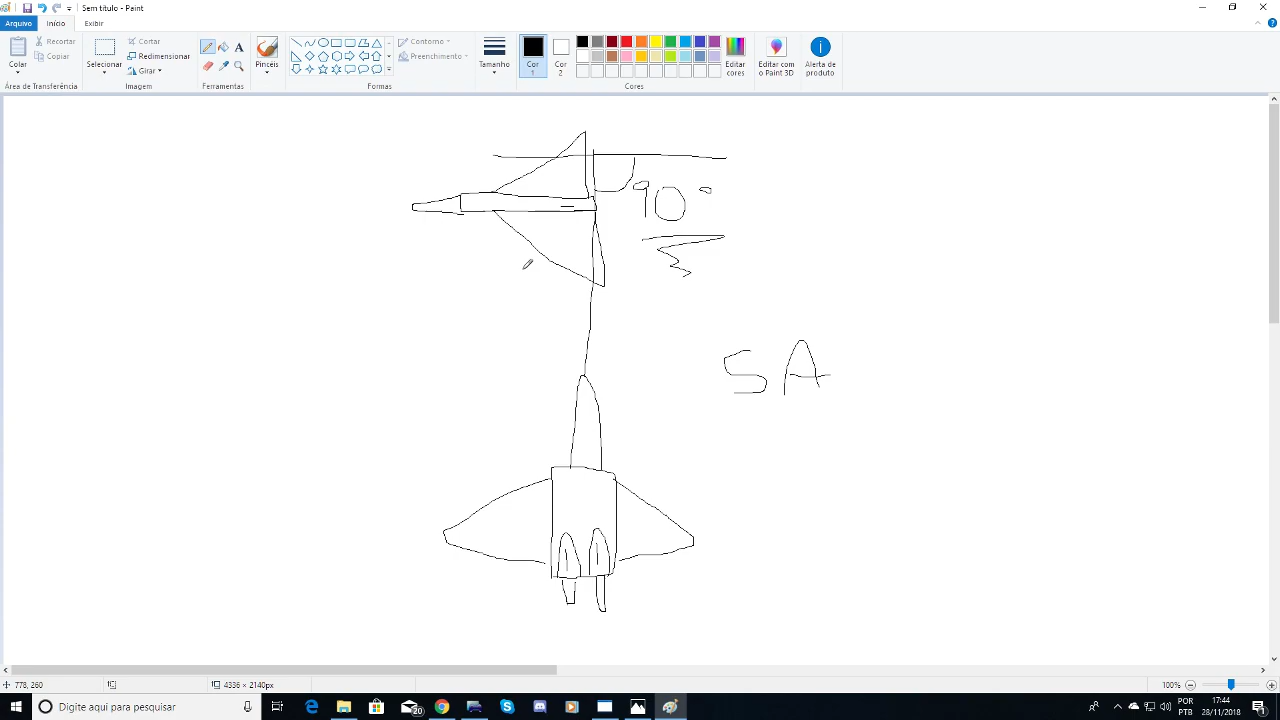 Sem título - Paint
Arquivo Início Exibir
Colar
Recortar
Copiar
Área de Transferência
Selecionar
Cortar
Redimensionar
Girar
Imagem
A
Ferramentas
Pincéis
Contorno
Preenchimento
Formas
Tamanho
Cor 1
Cor 2
Editar cores
Cores
Editar com o Paint 3D
Alerta de produto
90°
SA
778, 260
4336 × 2140px
100%
Digite aqui para pesquisar
POR
PTB
17:44
28/11/2018